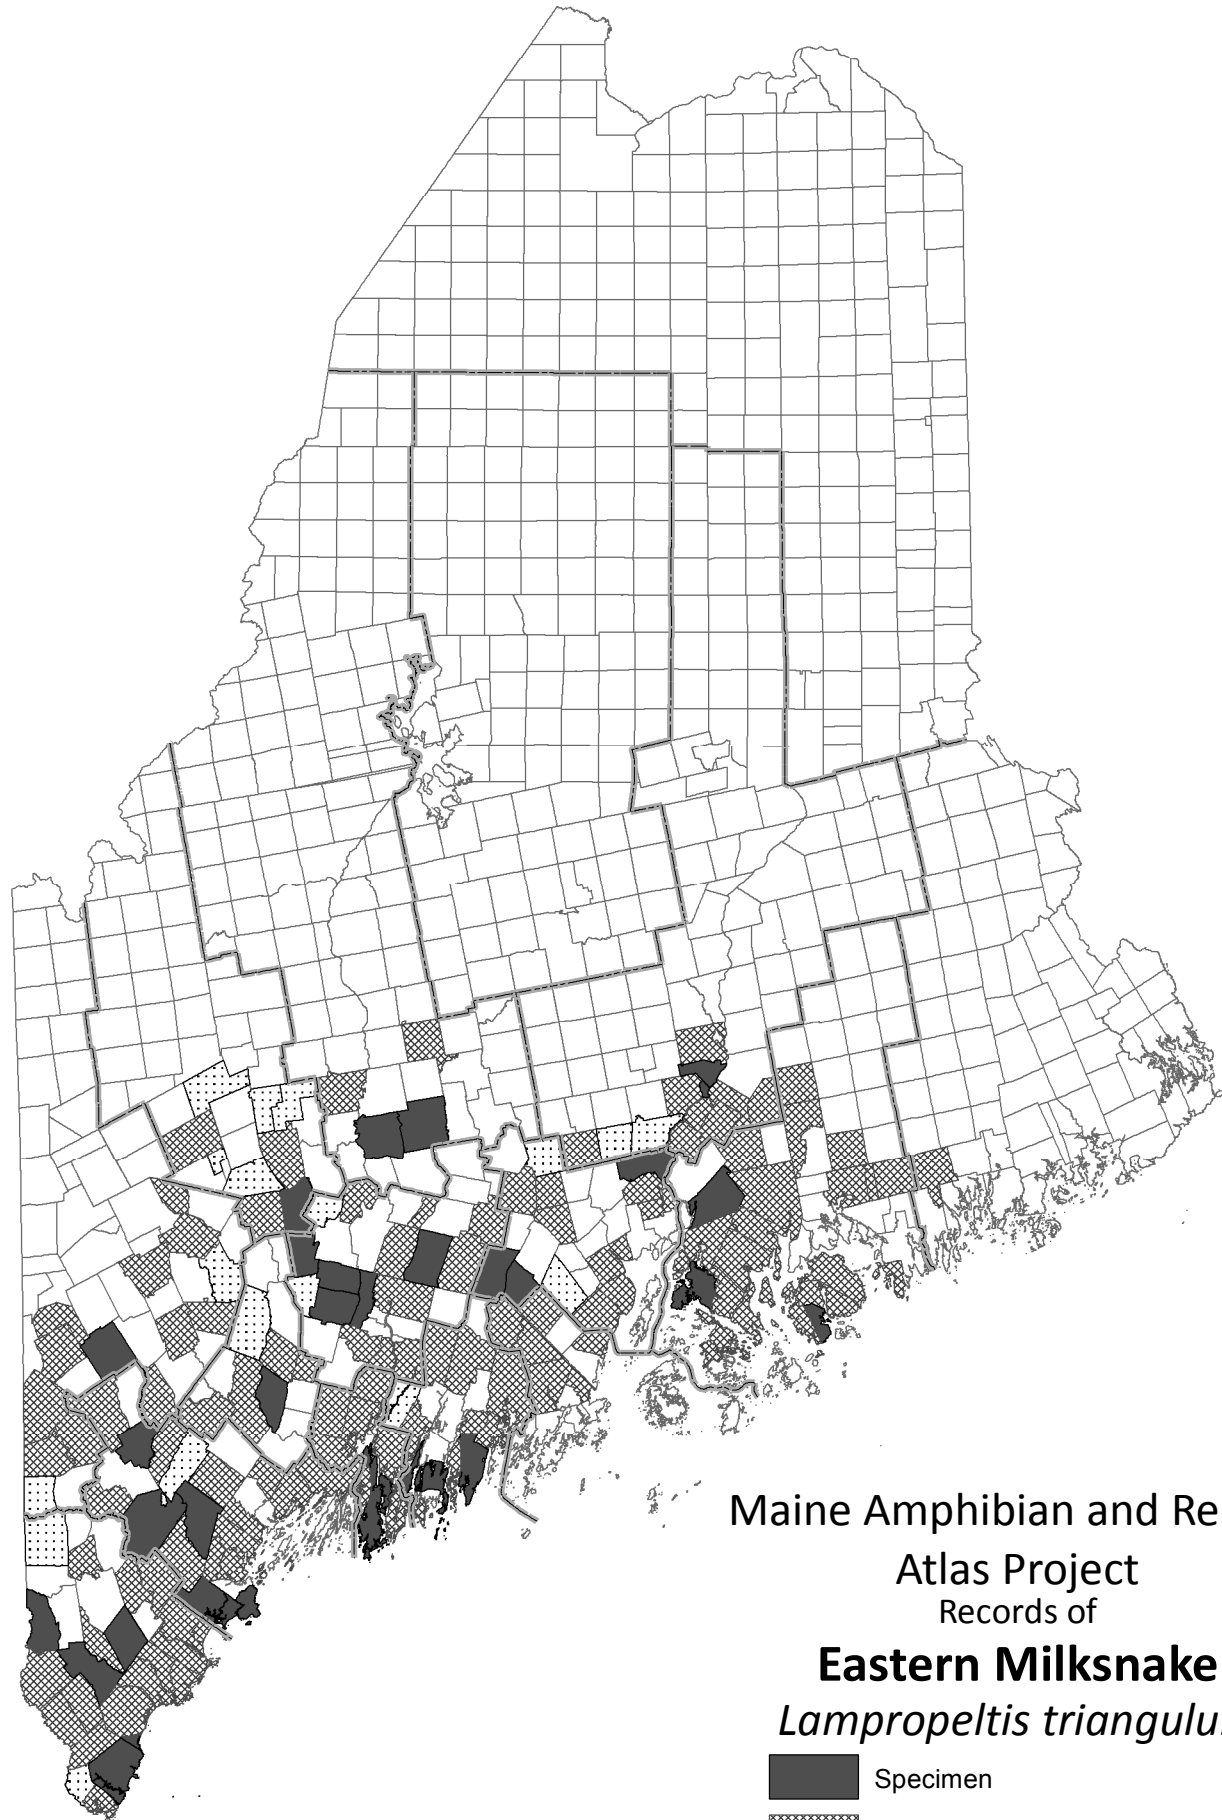 Maine Amphibian and Re
Atlas Project
Records of
Eastern Milksnake
Lampropeltis triangulu
Specimen